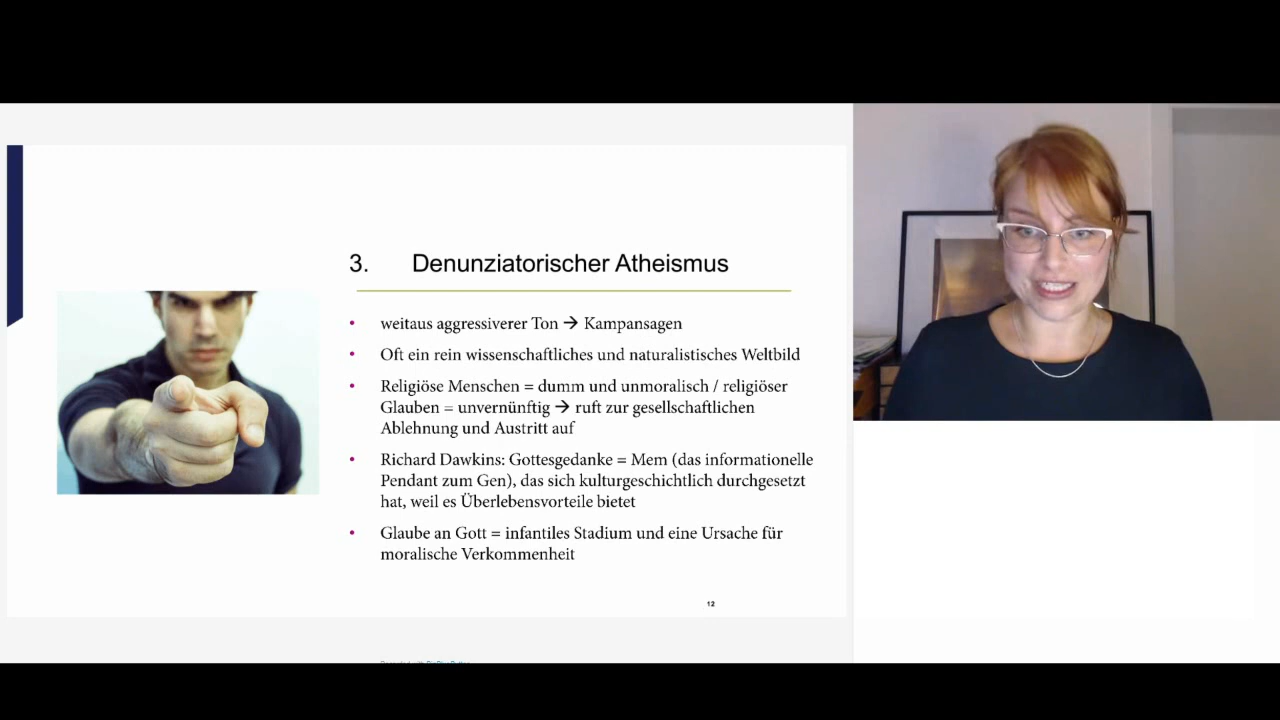 3. Denunziatorischer Atheismus
• weitaus aggressiverer Ton → Kampansagen
• Oft ein rein wissenschaftliches und naturalistisches Weltbild
• Religiöse Menschen = dumm und unmoralisch / religiöser
Glauben = unvernünftig → ruft zur gesellschaftlichen
Ablehnung und Austritt auf
• Richard Dawkins: Gottesgedanke = Mem (das informationelle
Pendant zum Gen), das sich kulturgeschichtlich durchgesetzt
hat, weil es Überlebensvorteile bietet
• Glaube an Gott = infantiles Stadium und eine Ursache für
moralische Verkommenheit
12